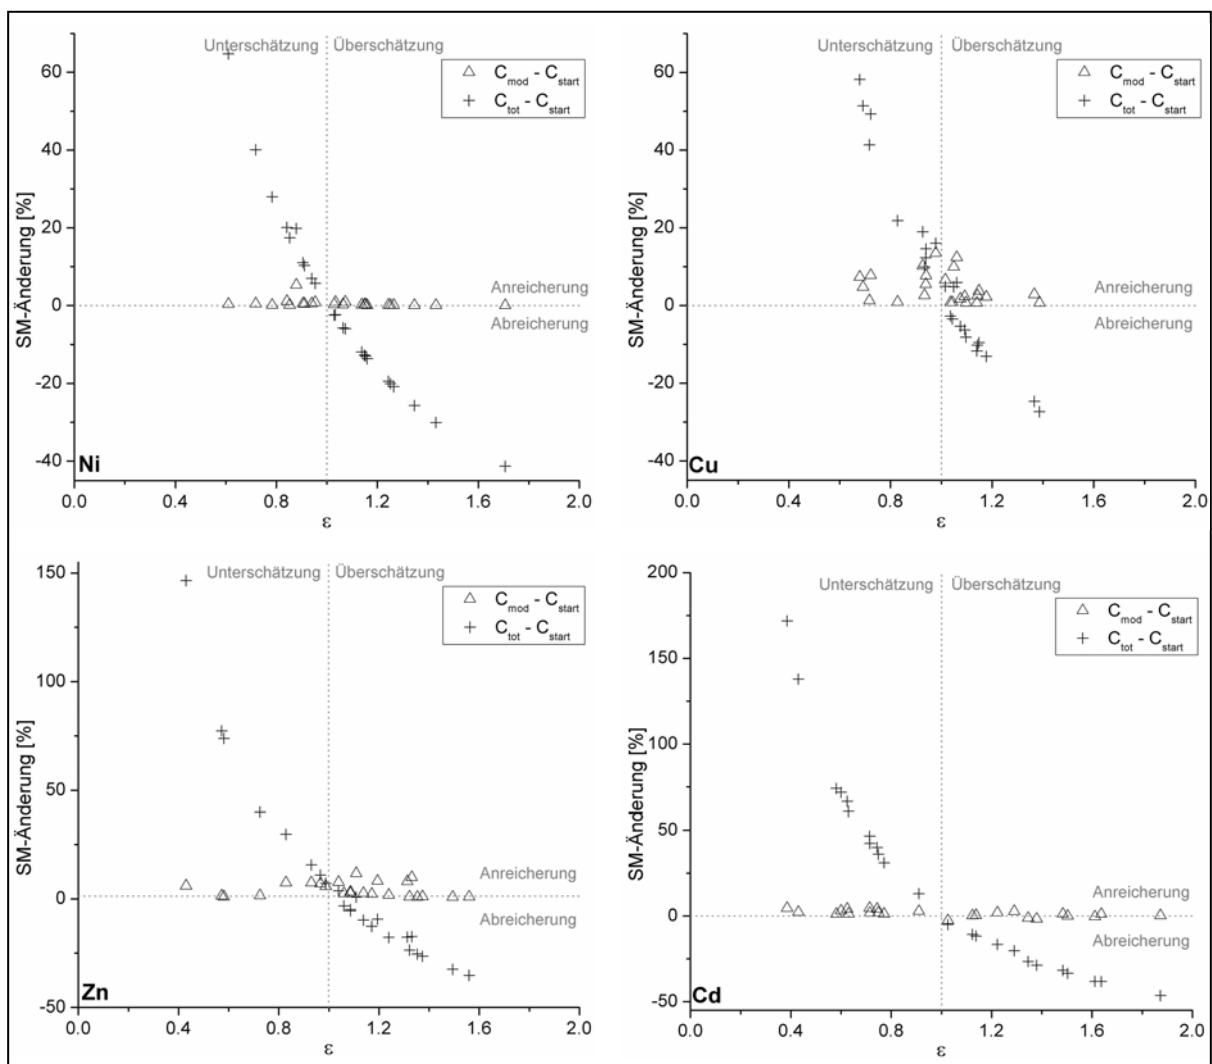 Unterschätzung Überschätzung
C_mod - C_start
C_tot - C_start
SM-Änderung [%]
60
40
20
0
-20
-40
Anreicherung
Abreicherung
Ni
0.0 0.4 0.8 1.2 1.6 2.0
ε
Unterschätzung Überschätzung
C_mod - C_start
C_tot - C_start
SM-Änderung [%]
60
40
20
0
-20
-40
Anreicherung
Abreicherung
Cu
0.0 0.4 0.8 1.2 1.6 2.0
ε
Unterschätzung Überschätzung
C_mod - C_start
C_tot - C_start
SM-Änderung [%]
150
100
50
0
-50
Anreicherung
Abreicherung
Zn
0.0 0.4 0.8 1.2 1.6 2.0
ε
Unterschätzung Überschätzung
C_mod - C_start
C_tot - C_start
SM-Änderung [%]
200
150
100
50
0
-50
Anreicherung
Abreicherung
Cd
0.0 0.4 0.8 1.2 1.6 2.0
ε